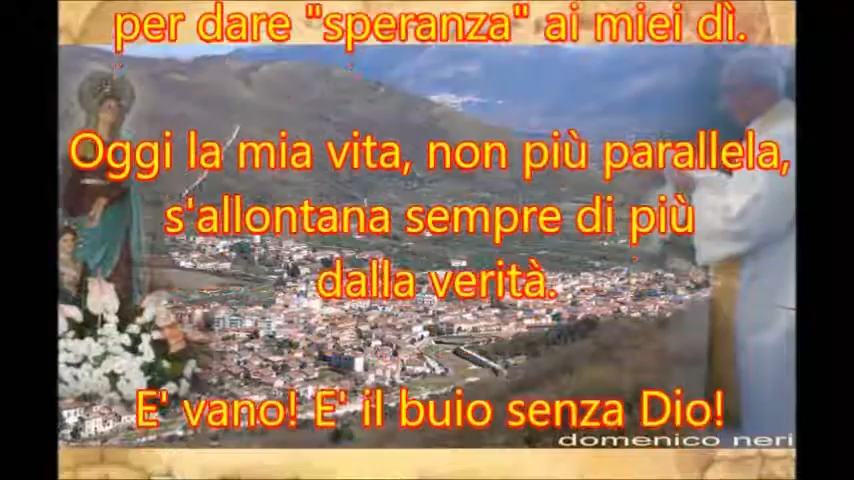 per dare "speranza" ai miei dì.
Oggi la mia vita, non più parallela,
s'allontana sempre di più
dalla verità.
E' vano! E' il buio senza Dio!
domenico neri